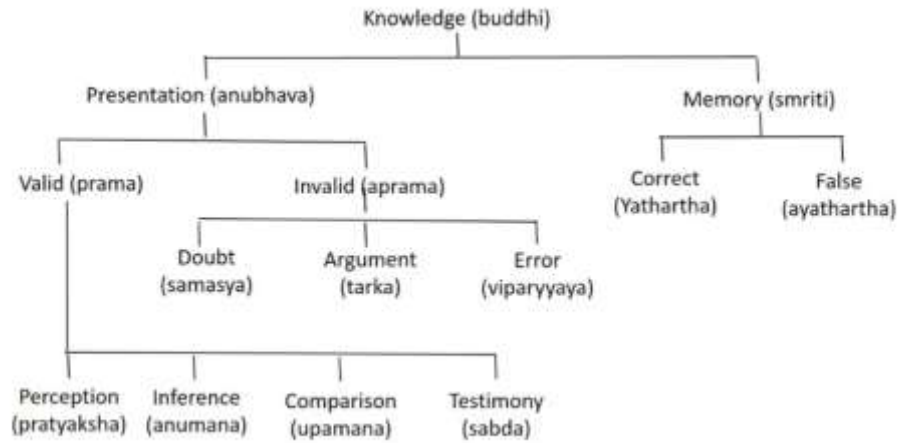 Knowledge (buddhi)
Presentation (anubhava)
Memory (smriti)
Valid (prama)
Invalid (aprama)
Correct
(Yathartha)
False
(ayathartha)
Doubt
(samasya)
Argument
(tarka)
Error
(viparyyaya)
Perception
(pratyaksha)
Inference
(anumana)
Comparison
(upamana)
Testimony
(sabda)